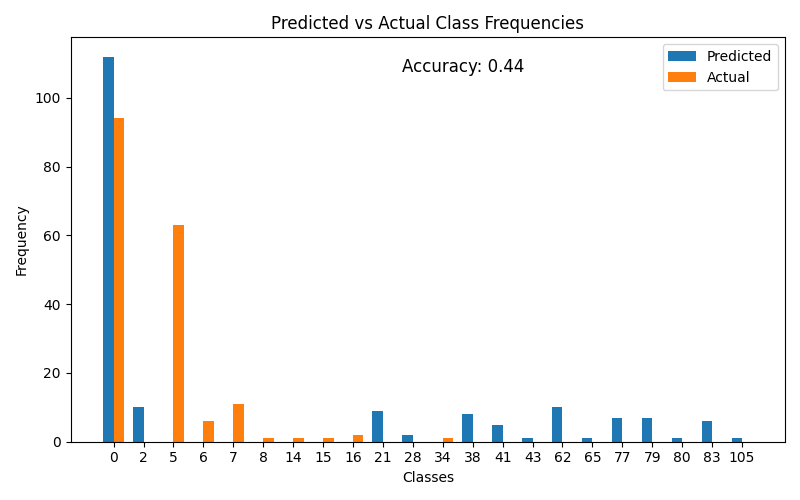 Predicted vs Actual Class Frequencies
Accuracy: 0.44
Predicted
Actual
Frequency
100
80
60
40
20
0
0 2 5 6 7 8 14 15 16 21 28 34 38 41 43 62 65 77 79 80 83 105
Classes